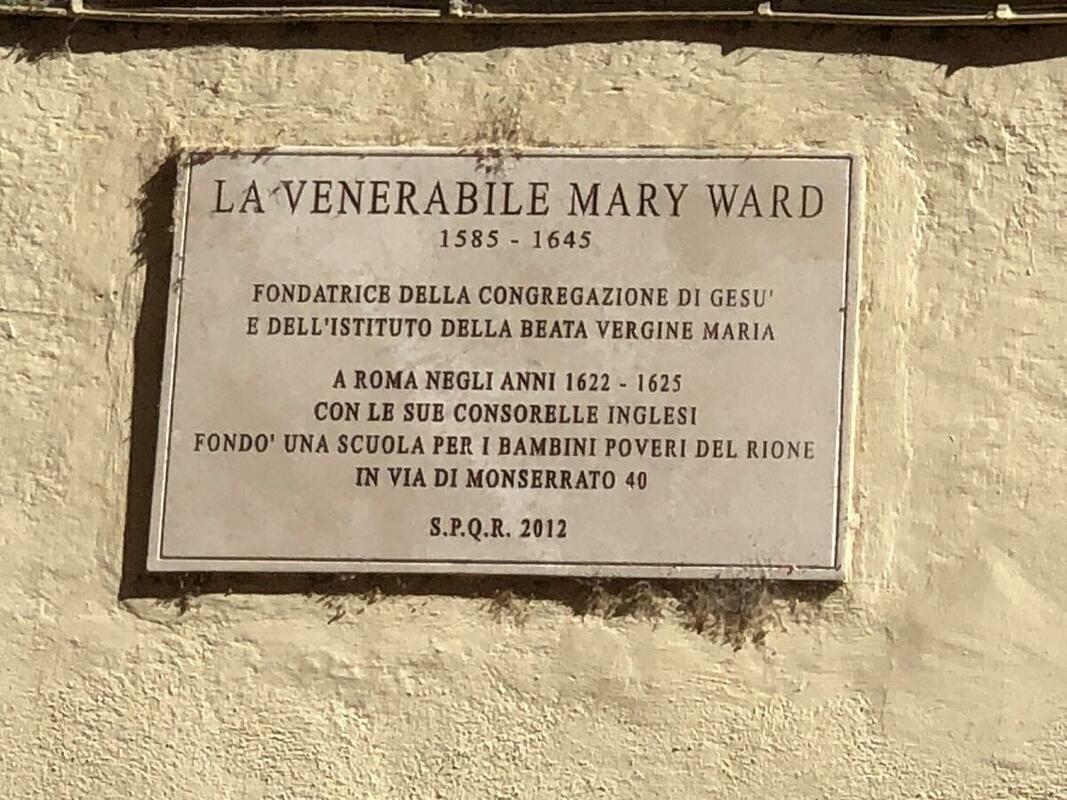 LA VENERABILE MARY WARD
1585 - 1645
FONDATRICE DELLA CONGREGAZIONE DI GESU'
E DELL'ISTITUTO DELLA BEATA VERGINE MARIA
A ROMA NEGLI ANNI 1622 - 1625
CON LE SUE CONSORELLE INGLESI
FONDO' UNA SCUOLA PER I BAMBINI POVERI DEL RIONE
IN VIA DI MONSERRATO 40
S.P.Q.R. 2012